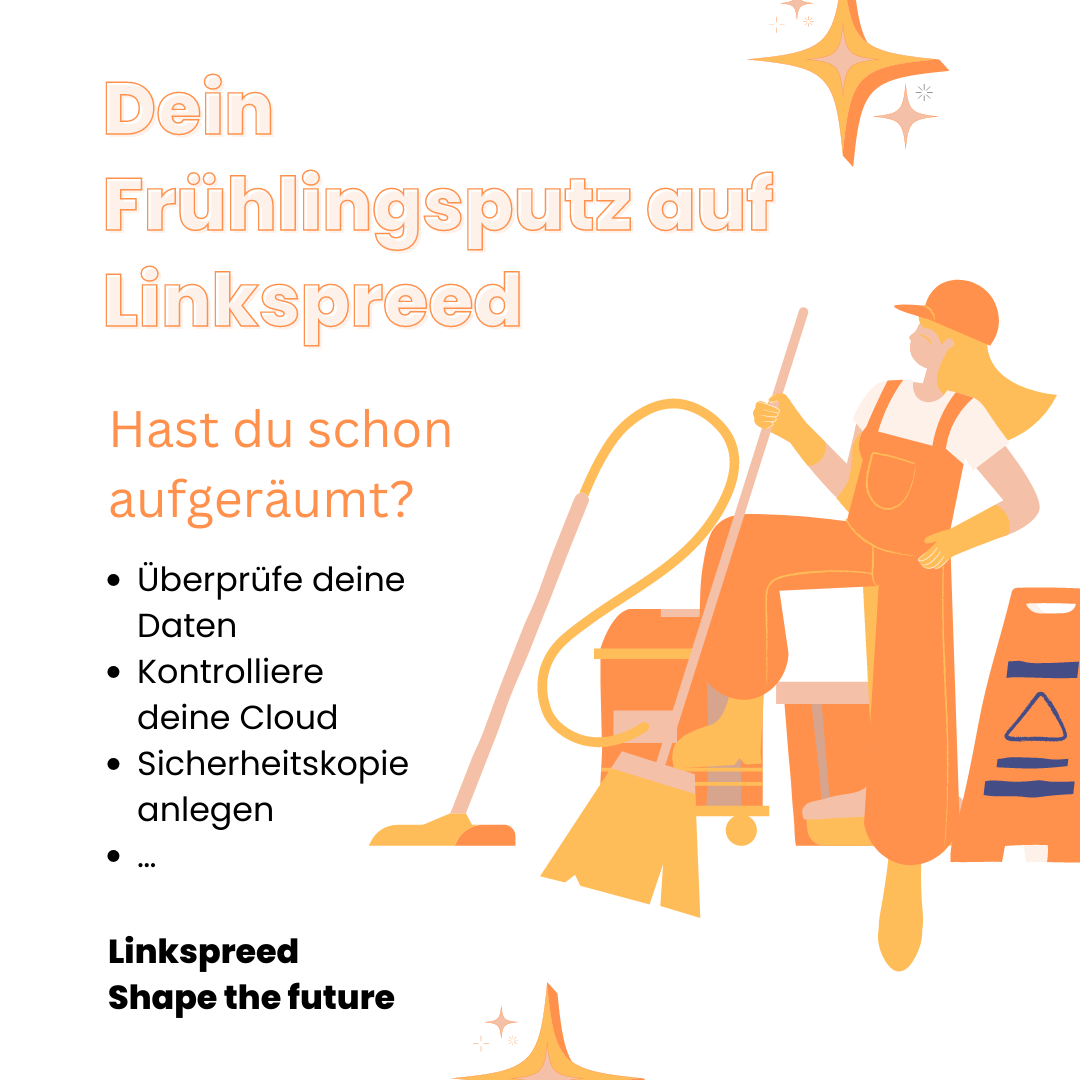 Dein
Frühlingsputz auf
Linkspreed
Hast du schon
aufgeräumt?
• Überprüfe deine
Daten
• Kontrolliere
deine Cloud
• Sicherheitskopie
anlegen
• ...
Linkspreed
Shape the future